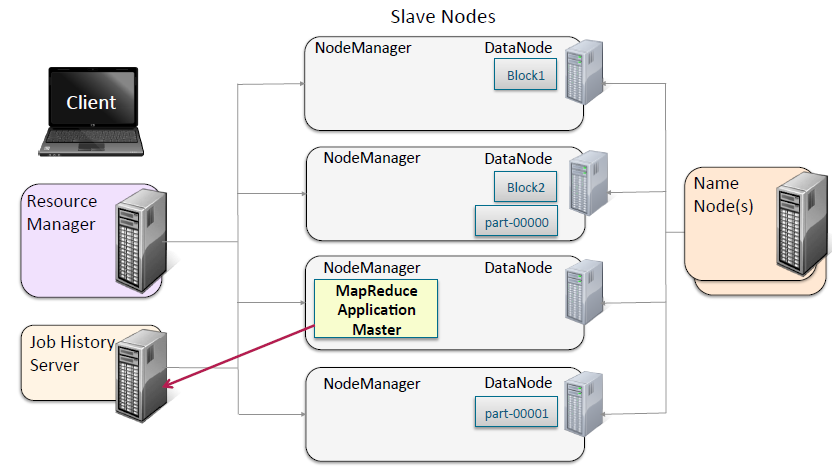 Slave Nodes
NodeManager
DataNode
Block1
Client
NodeManager
DataNode
Block2
part-00000
Resource
Manager
Name
Node(s)
NodeManager
DataNode
MapReduce
Application
Master
Job History
Server
NodeManager
DataNode
part-00001